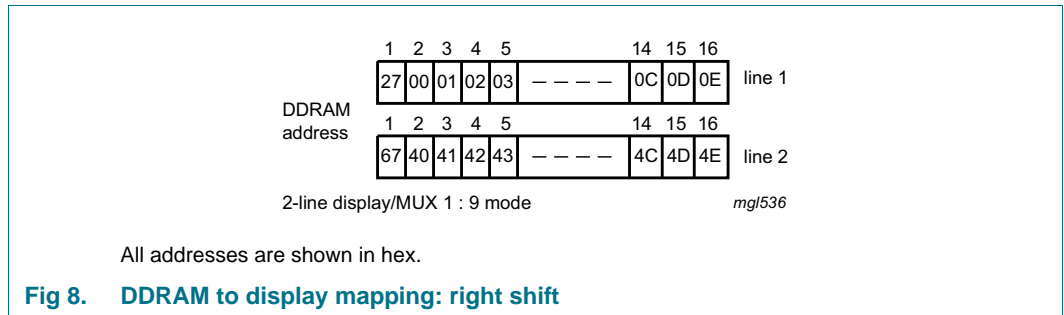 1 2 3 4 5 14 15 16
27 00 01 02 03 – – – – 0C 0D 0E line 1
DDRAM address
1 2 3 4 5 14 15 16
67 40 41 42 43 – – – – 4C 4D 4E line 2
2-line display/MUX 1 : 9 mode mgl536
All addresses are shown in hex.
Fig 8. DDRAM to display mapping: right shift